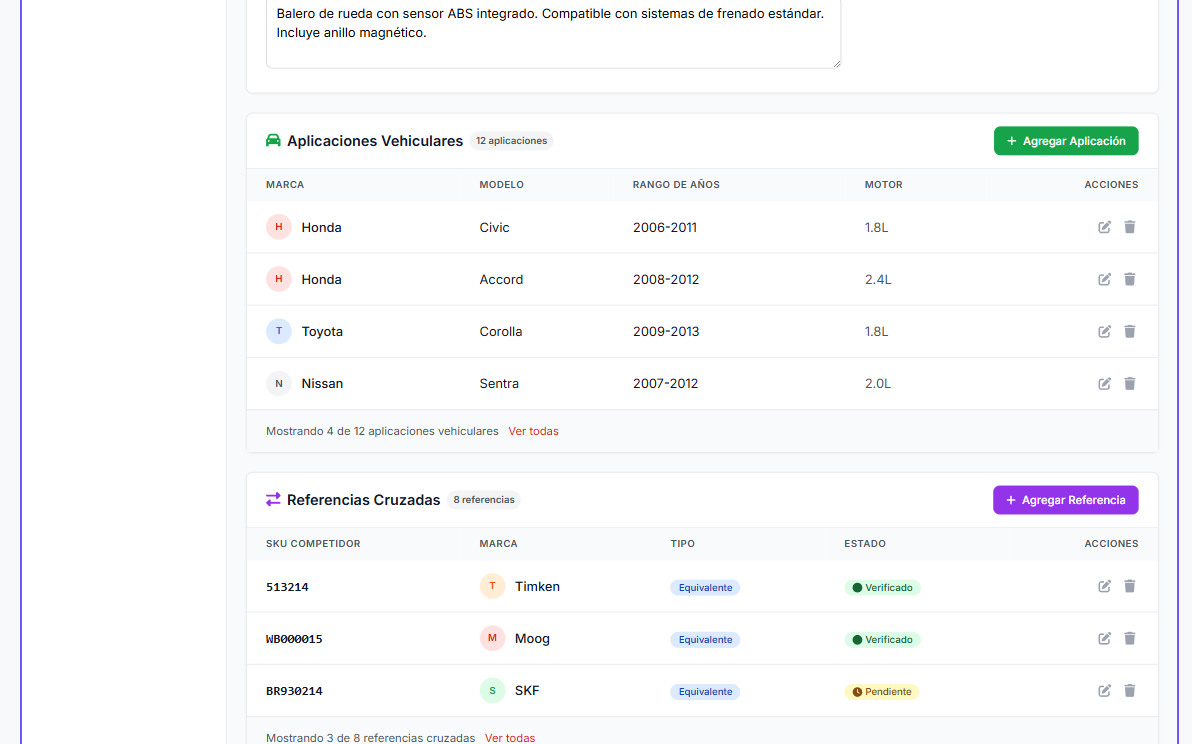 Balero de rueda con sensor ABS integrado. Compatible con sistemas de frenado estándar.
Incluye anillo magnético.
Aplicaciones Vehiculares 12 aplicaciones + Agregar Aplicación
MARCA MODELO RANGO DE AÑOS MOTOR ACCIONES
H Honda Civic 2006-2011 1.8L
H Honda Accord 2008-2012 2.4L
T Toyota Corolla 2009-2013 1.8L
N Nissan Sentra 2007-2012 2.0L
Mostrando 4 de 12 aplicaciones vehiculares Ver todas
Referencias Cruzadas 8 referencias + Agregar Referencia
SKU COMPETIDOR MARCA TIPO ESTADO ACCIONES
513214 T Timken Equivalente Verificado
WB000015 M Moog Equivalente Verificado
BR930214 S SKF Equivalente Pendiente
Mostrando 3 de 8 referencias cruzadas Ver todas